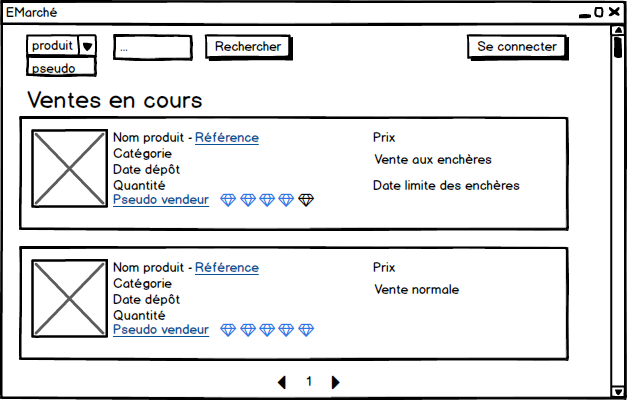 EMarché
produit
...
Rechercher
Se connecter
pseudo
Ventes en cours
Nom produit - Référence
Catégorie
Date dépôt
Quantité
Pseudo vendeur
Prix
Vente aux enchères
Date limite des enchères
Nom produit - Référence
Catégorie
Date dépôt
Quantité
Pseudo vendeur
Prix
Vente normale
1